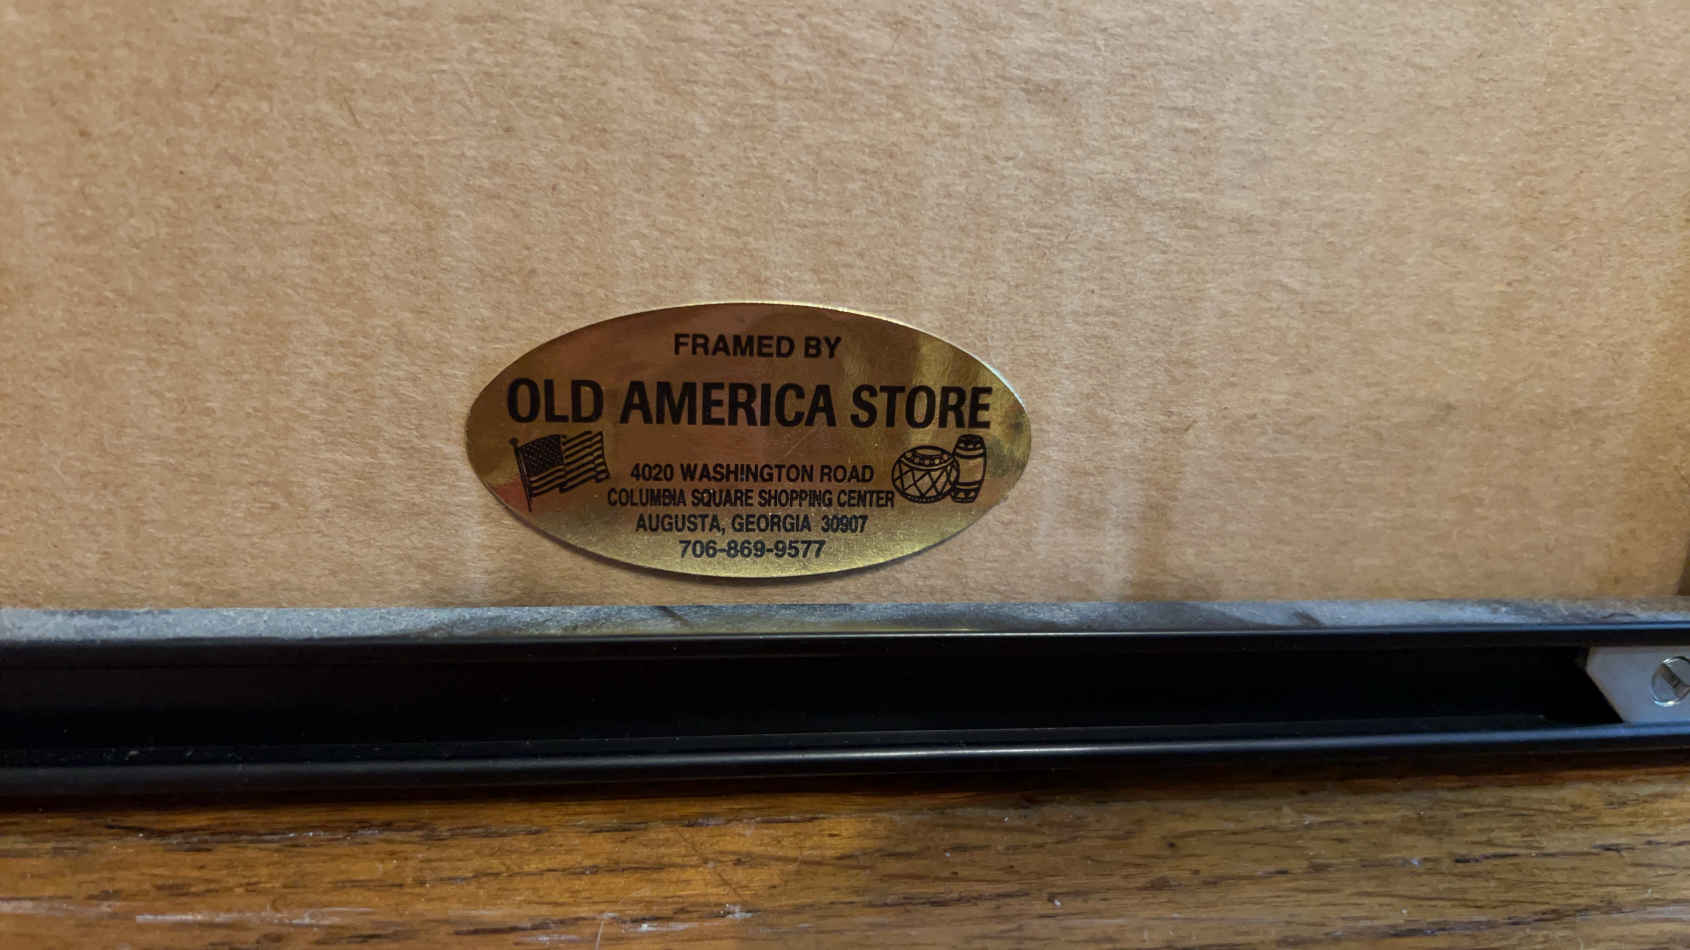 FRAMED BY
OLD AMERICA STORE
4020 WASHINGTON ROAD
COLUMBIA SQUARE SHOPPING CENTER
AUGUSTA, GEORGIA 30907
706-869-9577